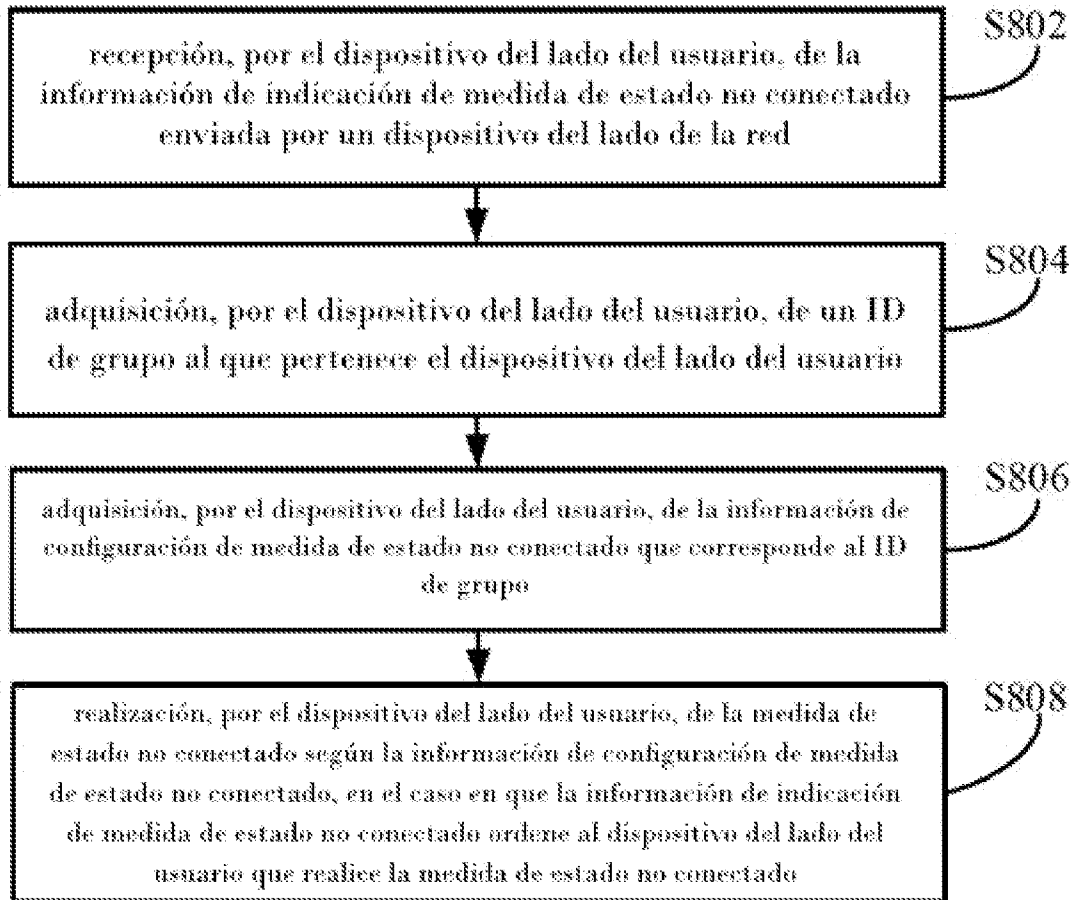 recepción, por el dispositivo del lado del usuario, de la
información de indicación de medida de estado no conectado
enviada por un dispositivo del lado de la red
S802
adquisición, por el dispositivo del lado del usuario, de un ID
de grupo al que pertenece el dispositivo del lado del usuario
S804
adquisición, por el dispositivo del lado del usuario, de la información de
configuración de medida de estado no conectado que corresponde al ID
de grupo
S806
realización, por el dispositivo del lado del usuario, de la medida de
estado no conectado según la información de configuración de medida
de estado no conectado, en el caso en que la información de indicación
de medida de estado no conectado ordene al dispositivo del lado del
usuario que realice la medida de estado no conectado
S808